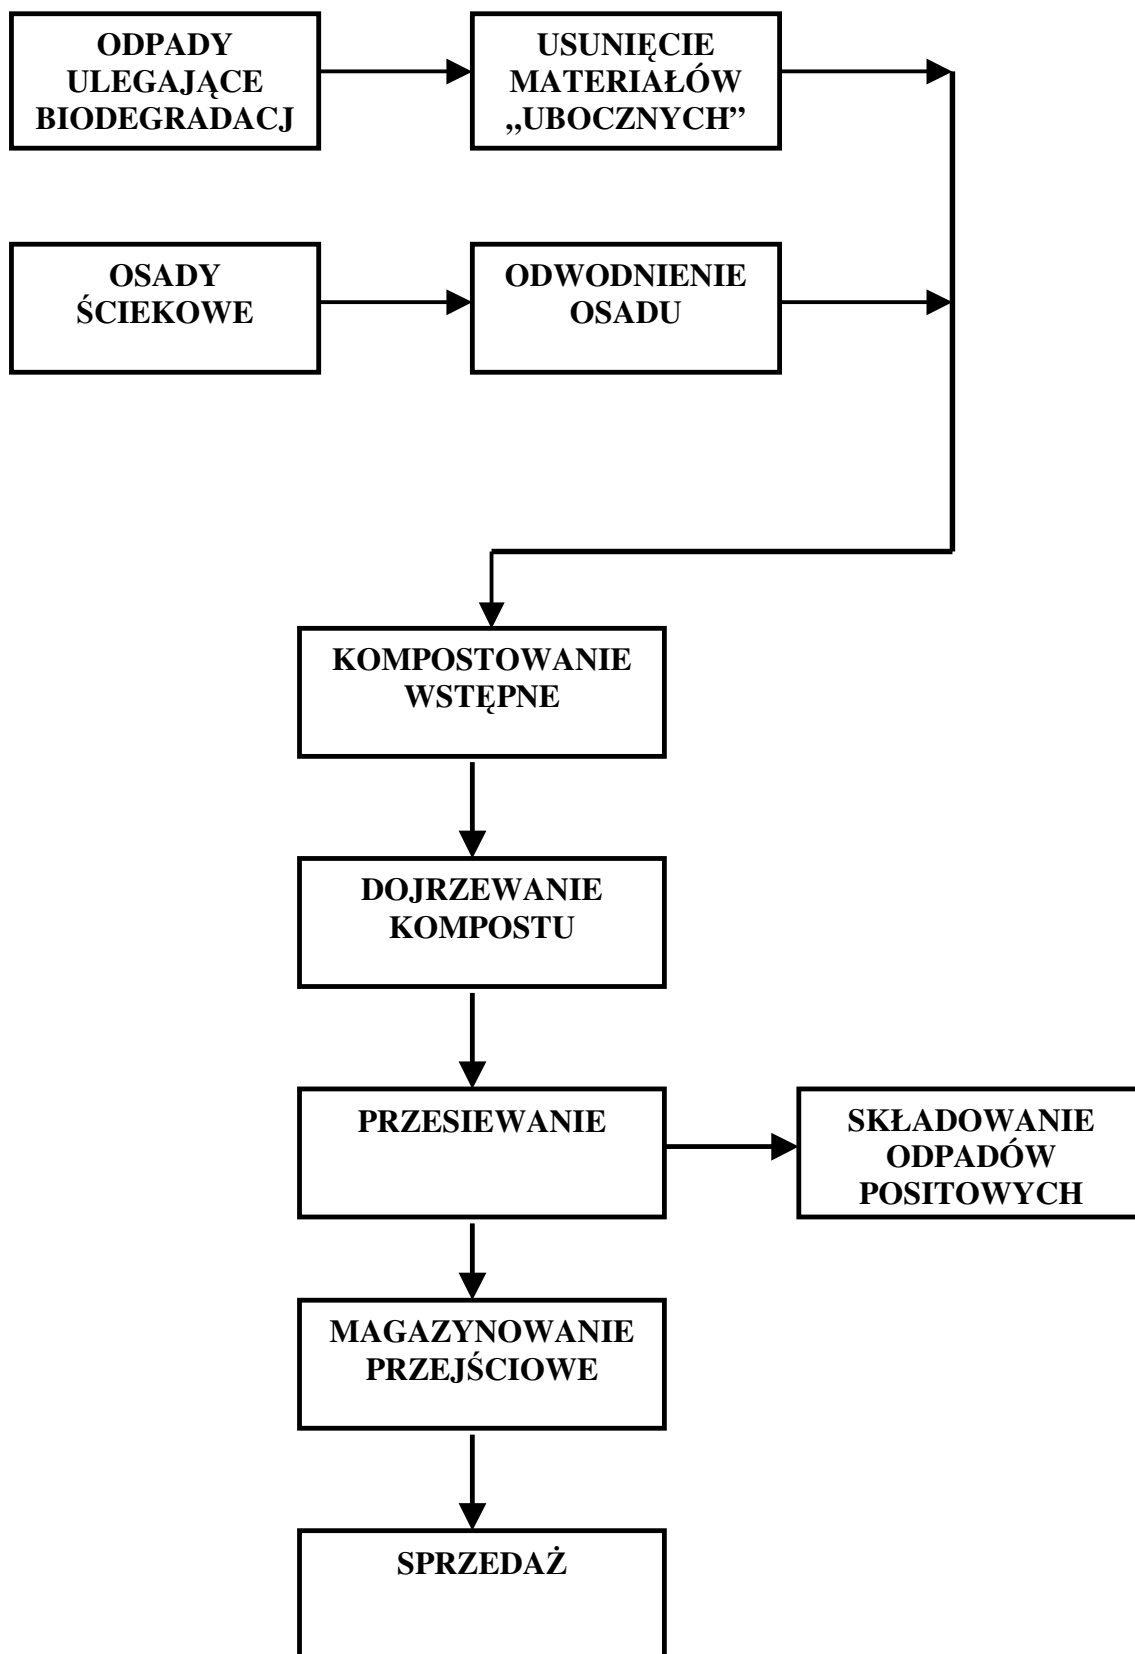 ODPADY
ULEGAJĄCE
BIODEGRADACJ
USUNIĘCIE
MATERIAŁÓW
„UBOCZNYCH”
OSADY
ŚCIEKOWE
ODWODNIENIE
OSADU
KOMPOSTOWANIE
WSTĘPNE
DOJRZEWANIE
KOMPOSTU
PRZESIEWANIE
SKŁADOWANIE
ODPADÓW
POSITOWYCH
MAGAZYNOWANIE
PRZEJŚCIOWE
SPRZEDAŻ